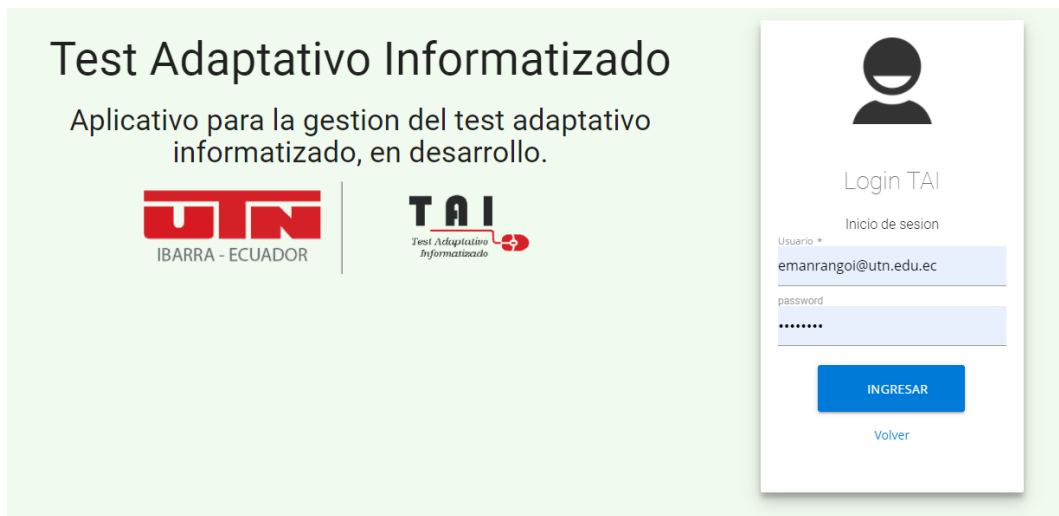 Test Adaptativo Informatizado
Aplicativo para la gestion del test adaptativo
informatizado, en desarrollo.
UTN
IBARRA - ECUADOR
TAI
Test Adaptativo
Informatizado
Login TAI
Inicio de sesion
Usuario *
emanrangoi@utn.edu.ec
password
••••••••
INGRESAR
Volver